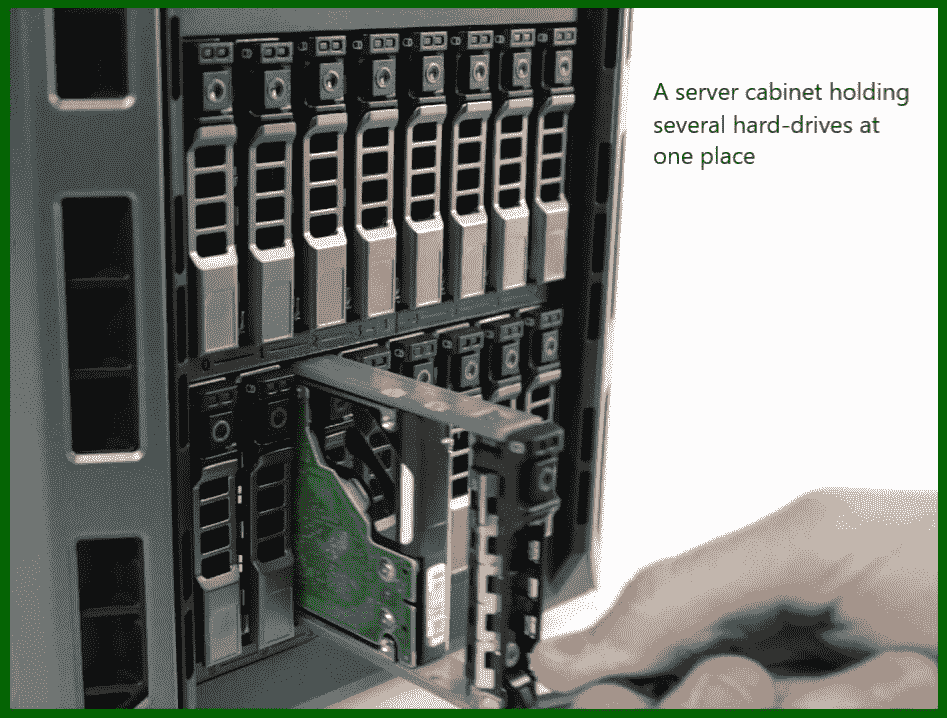 A server cabinet holding
several hard-drives at
one place